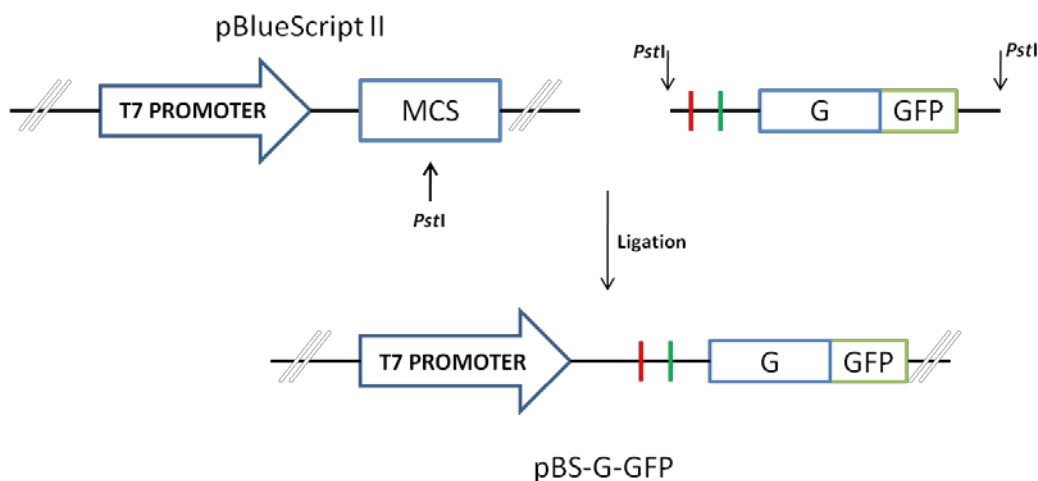 pBlueScript II
PstI
PstI
T7 PROMOTER
MCS
G
GFP
PstI
Ligation
T7 PROMOTER
G
GFP
pBS-G-GFP